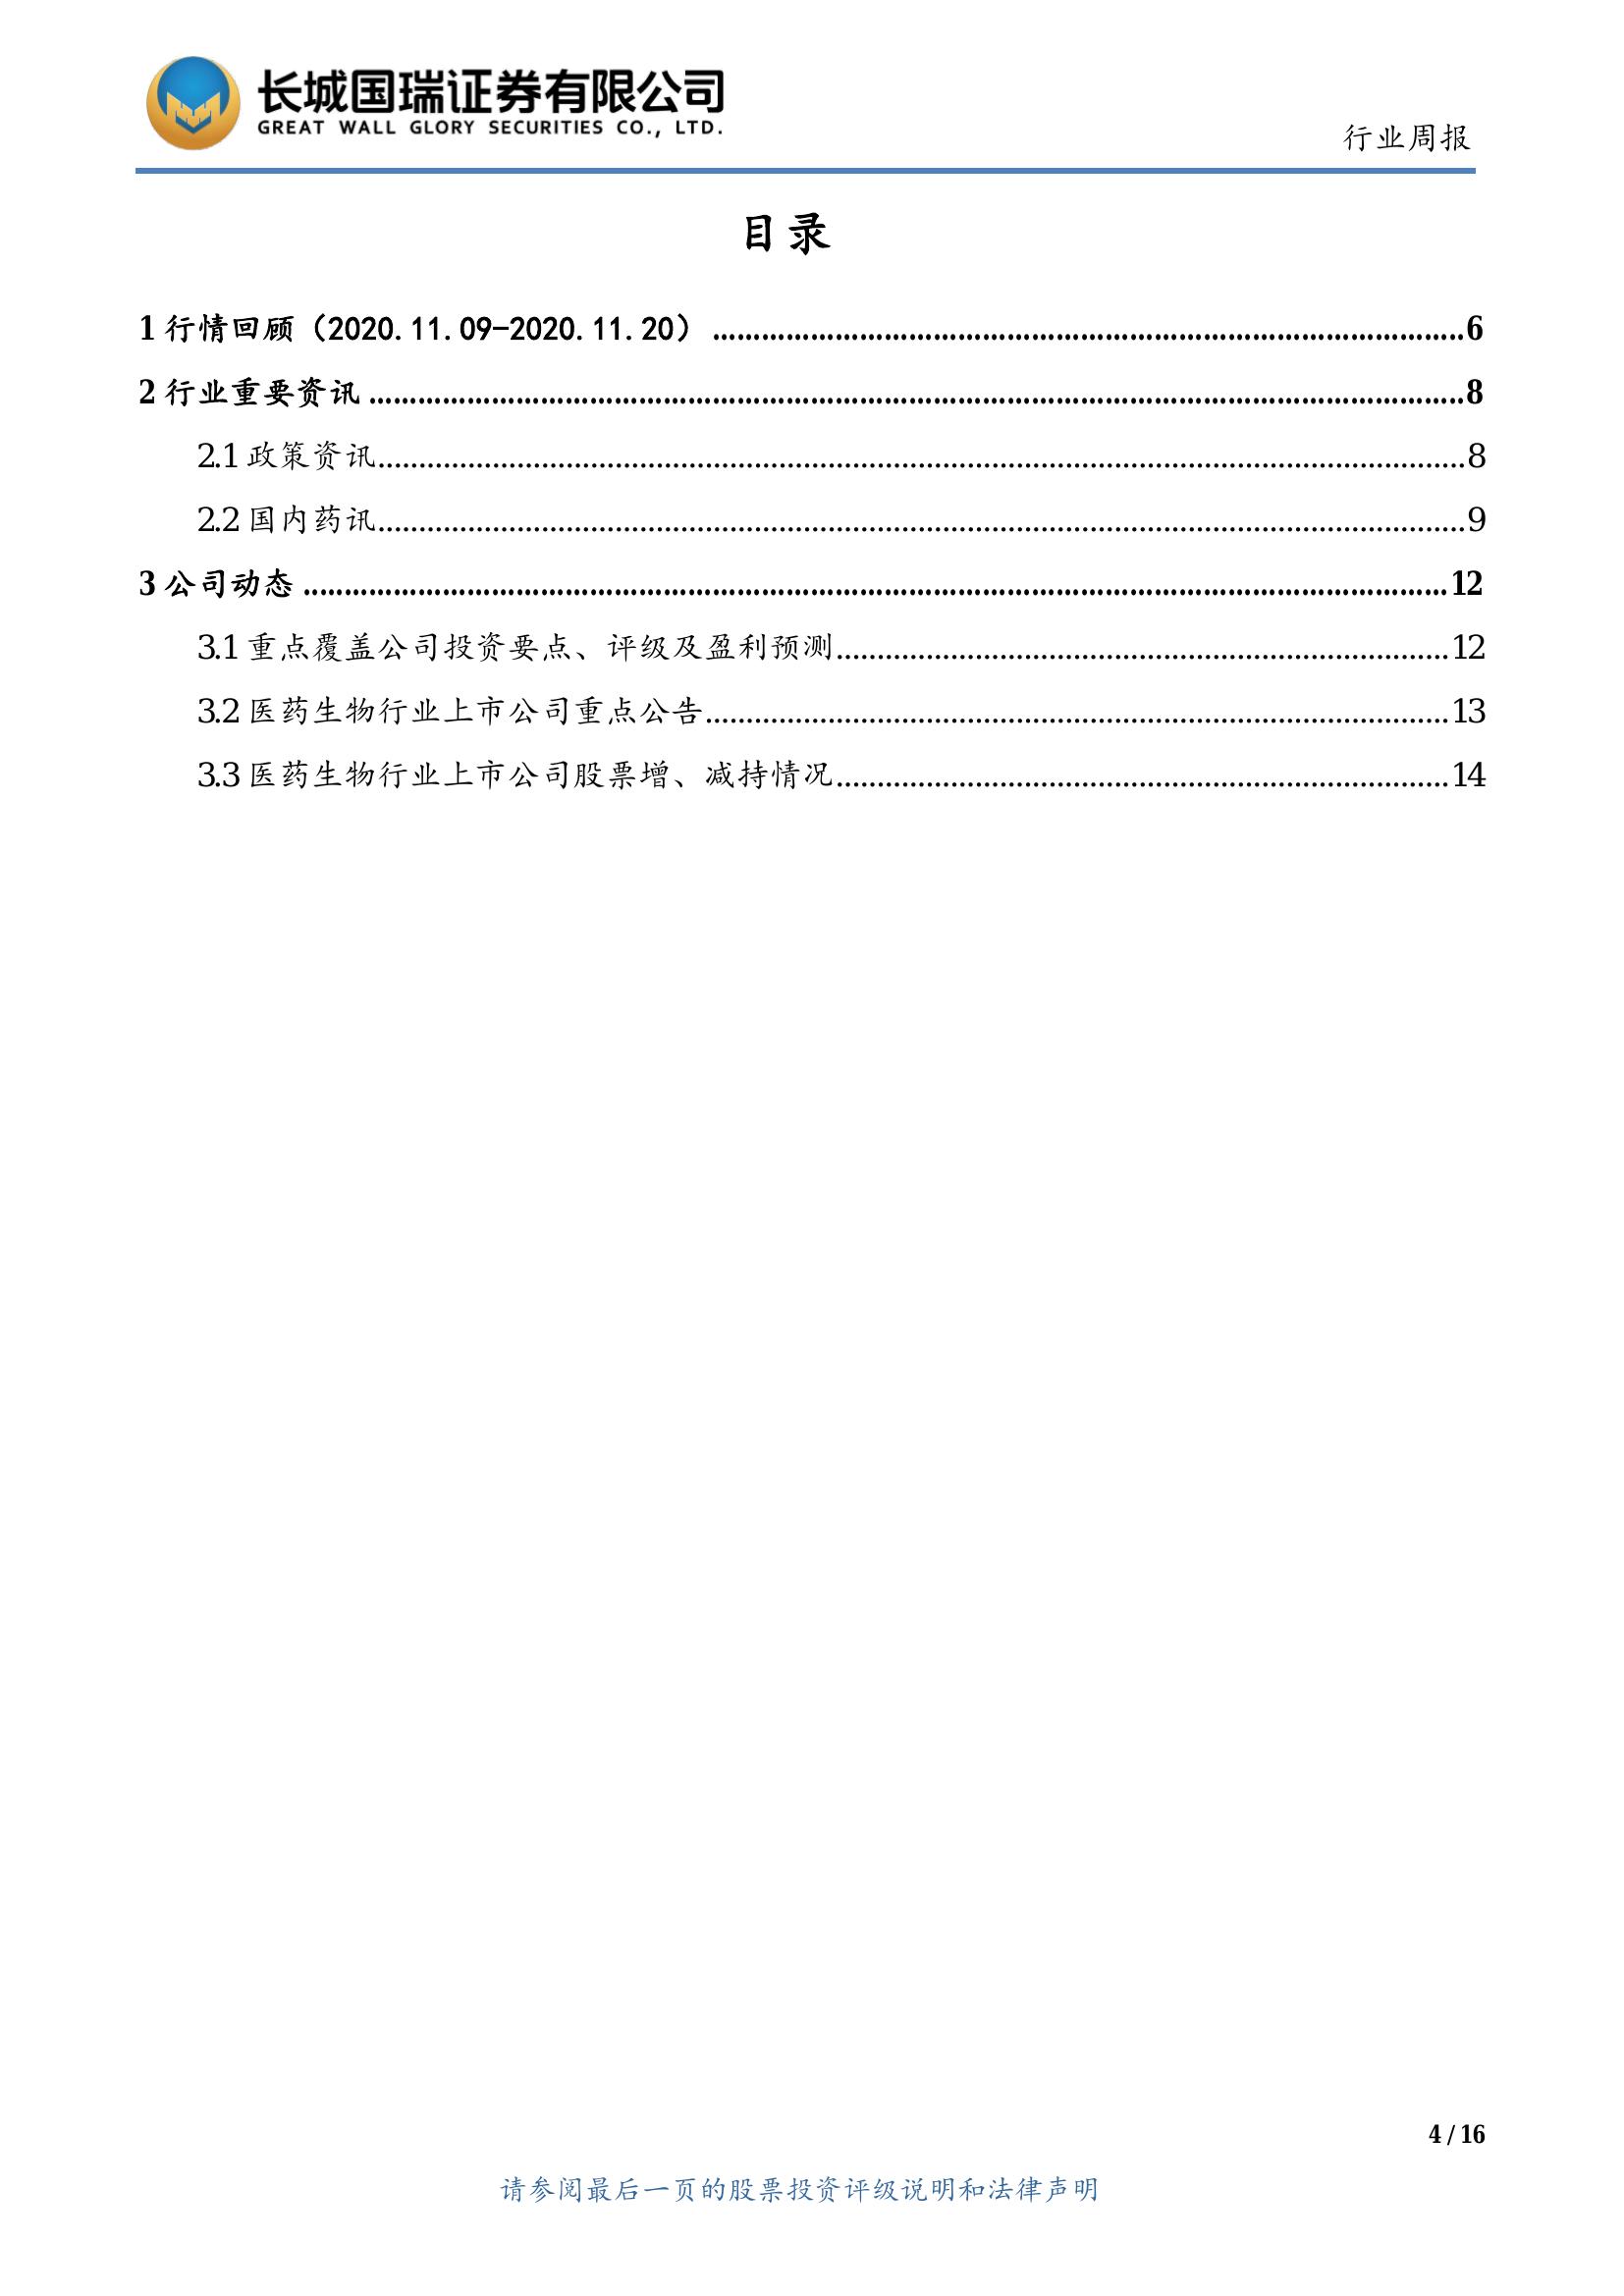 长城国瑞证券有限公司
GREAT WALL GLORY SECURITIES CO., LTD.
行业周报
目录
1 行情回顾（2020.11.09-2020.11.20）........................................6
2 行业重要资讯........................................8
2.1 政策资讯........................................8
2.2 国内药讯........................................9
3 公司动态........................................12
3.1 重点覆盖公司投资要点、评级及盈利预测........................................12
3.2 医药生物行业上市公司重点公告........................................13
3.3 医药生物行业上市公司股票增、减持情况........................................14
4 / 16
请参阅最后一页的股票投资评级说明和法律声明